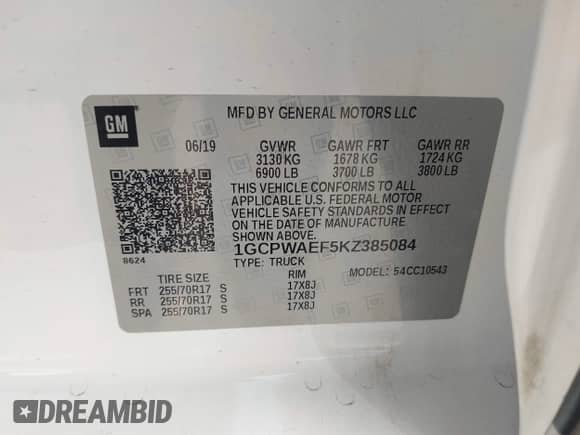 GM
MFD BY GENERAL MOTORS LLC
06/19 GVWR GAWR FRT GAWR RR
3130 KG 1678 KG 1724 KG
6900 LB 3700 LB 3800 LB
THIS VEHICLE CONFORMS TO ALL
APPLICABLE U.S. FEDERAL MOTOR
VEHICLE SAFETY STANDARDS IN EFFECT
ON THE DATE OF MANUFACTURE
SHOWN ABOVE.
1GCPWAEF5KZ385084
8624
TYPE: TRUCK MODEL: 54CC10543
TIRE SIZE RIM
FRT 255/70R17 S 17X8J
RR 255/70R17 S 17X8J
SPA 255/70R17 S 17X8J
DREAMBID